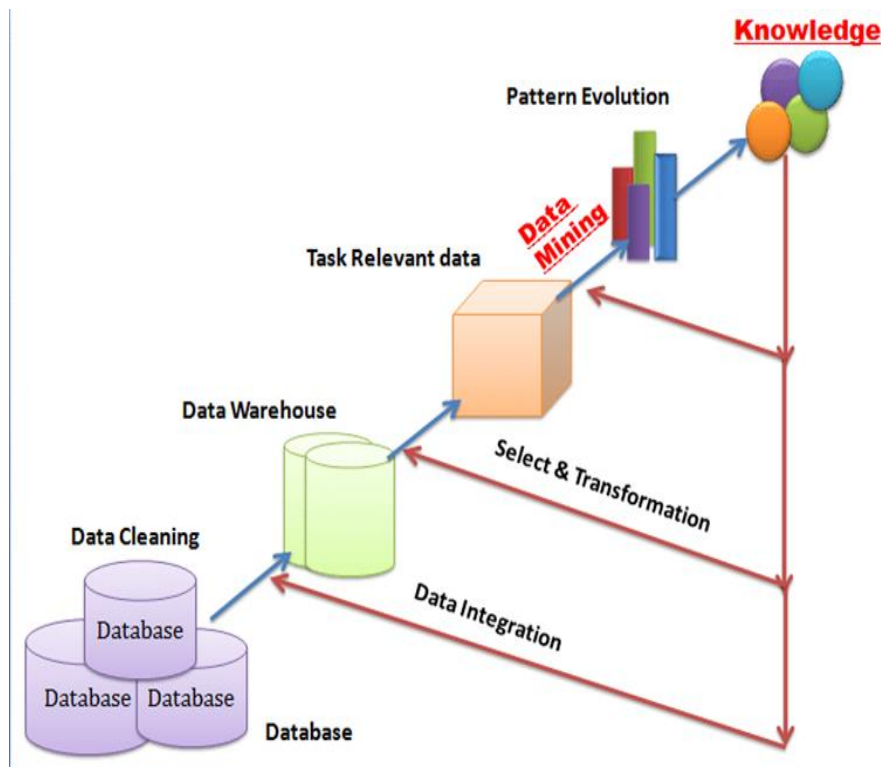 Knowledge
Pattern Evolution
Data
Mining
Task Relevant data
Data Warehouse
Select & Transformation
Data Cleaning
Data Integration
Database
Database
Database
Database